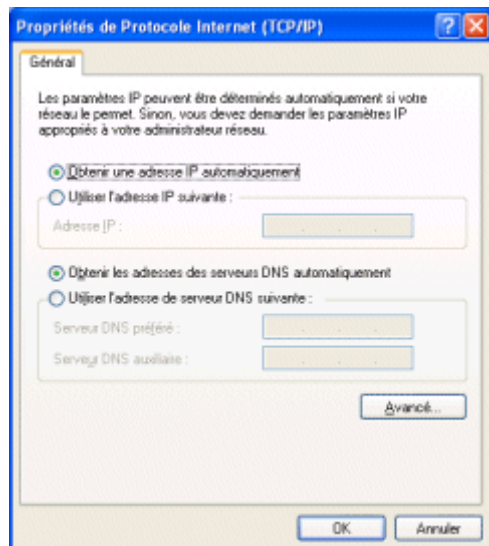 Propriétés de Protocole Internet (TCP/IP)
Général
Les paramètres IP peuvent être déterminés automatiquement si votre
réseau le permet. Sinon, vous devez demander les paramètres IP
appropriés à votre administrateur réseau.
Obtenir une adresse IP automatiquement
Utiliser l'adresse IP suivante :
Adresse IP :
Obtenir les adresses des serveurs DNS automatiquement
Utiliser l'adresse de serveur DNS suivante :
Serveur DNS préféré :
Serveur DNS auxiliaire :
Avancé...
OK Annuler